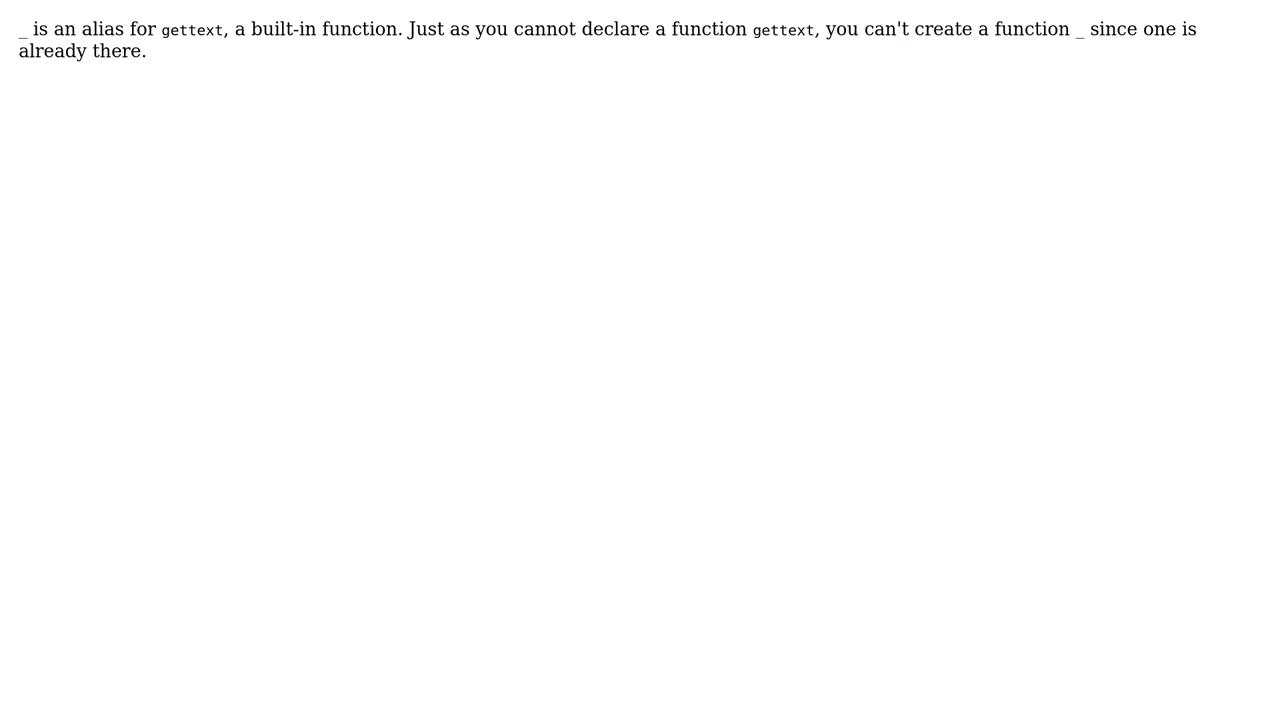 _ is an alias for gettext, a built-in function. Just as you cannot declare a function gettext, you can't create a function _ since one is
already there.